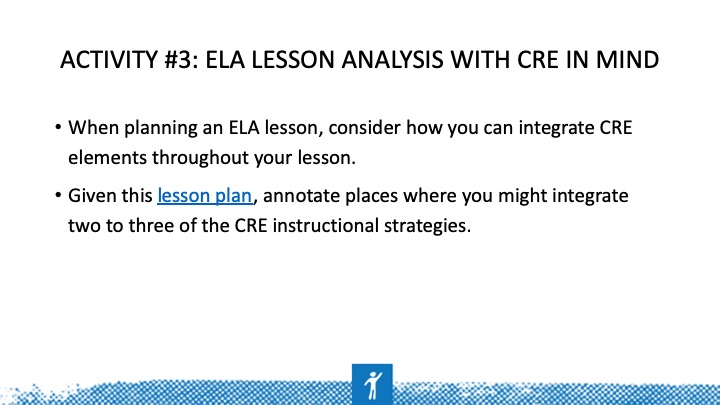 ACTIVITY #3: ELA LESSON ANALYSIS WITH CRE IN MIND
• When planning an ELA lesson, consider how you can integrate CRE
elements throughout your lesson.
• Given this lesson plan, annotate places where you might integrate
two to three of the CRE instructional strategies.